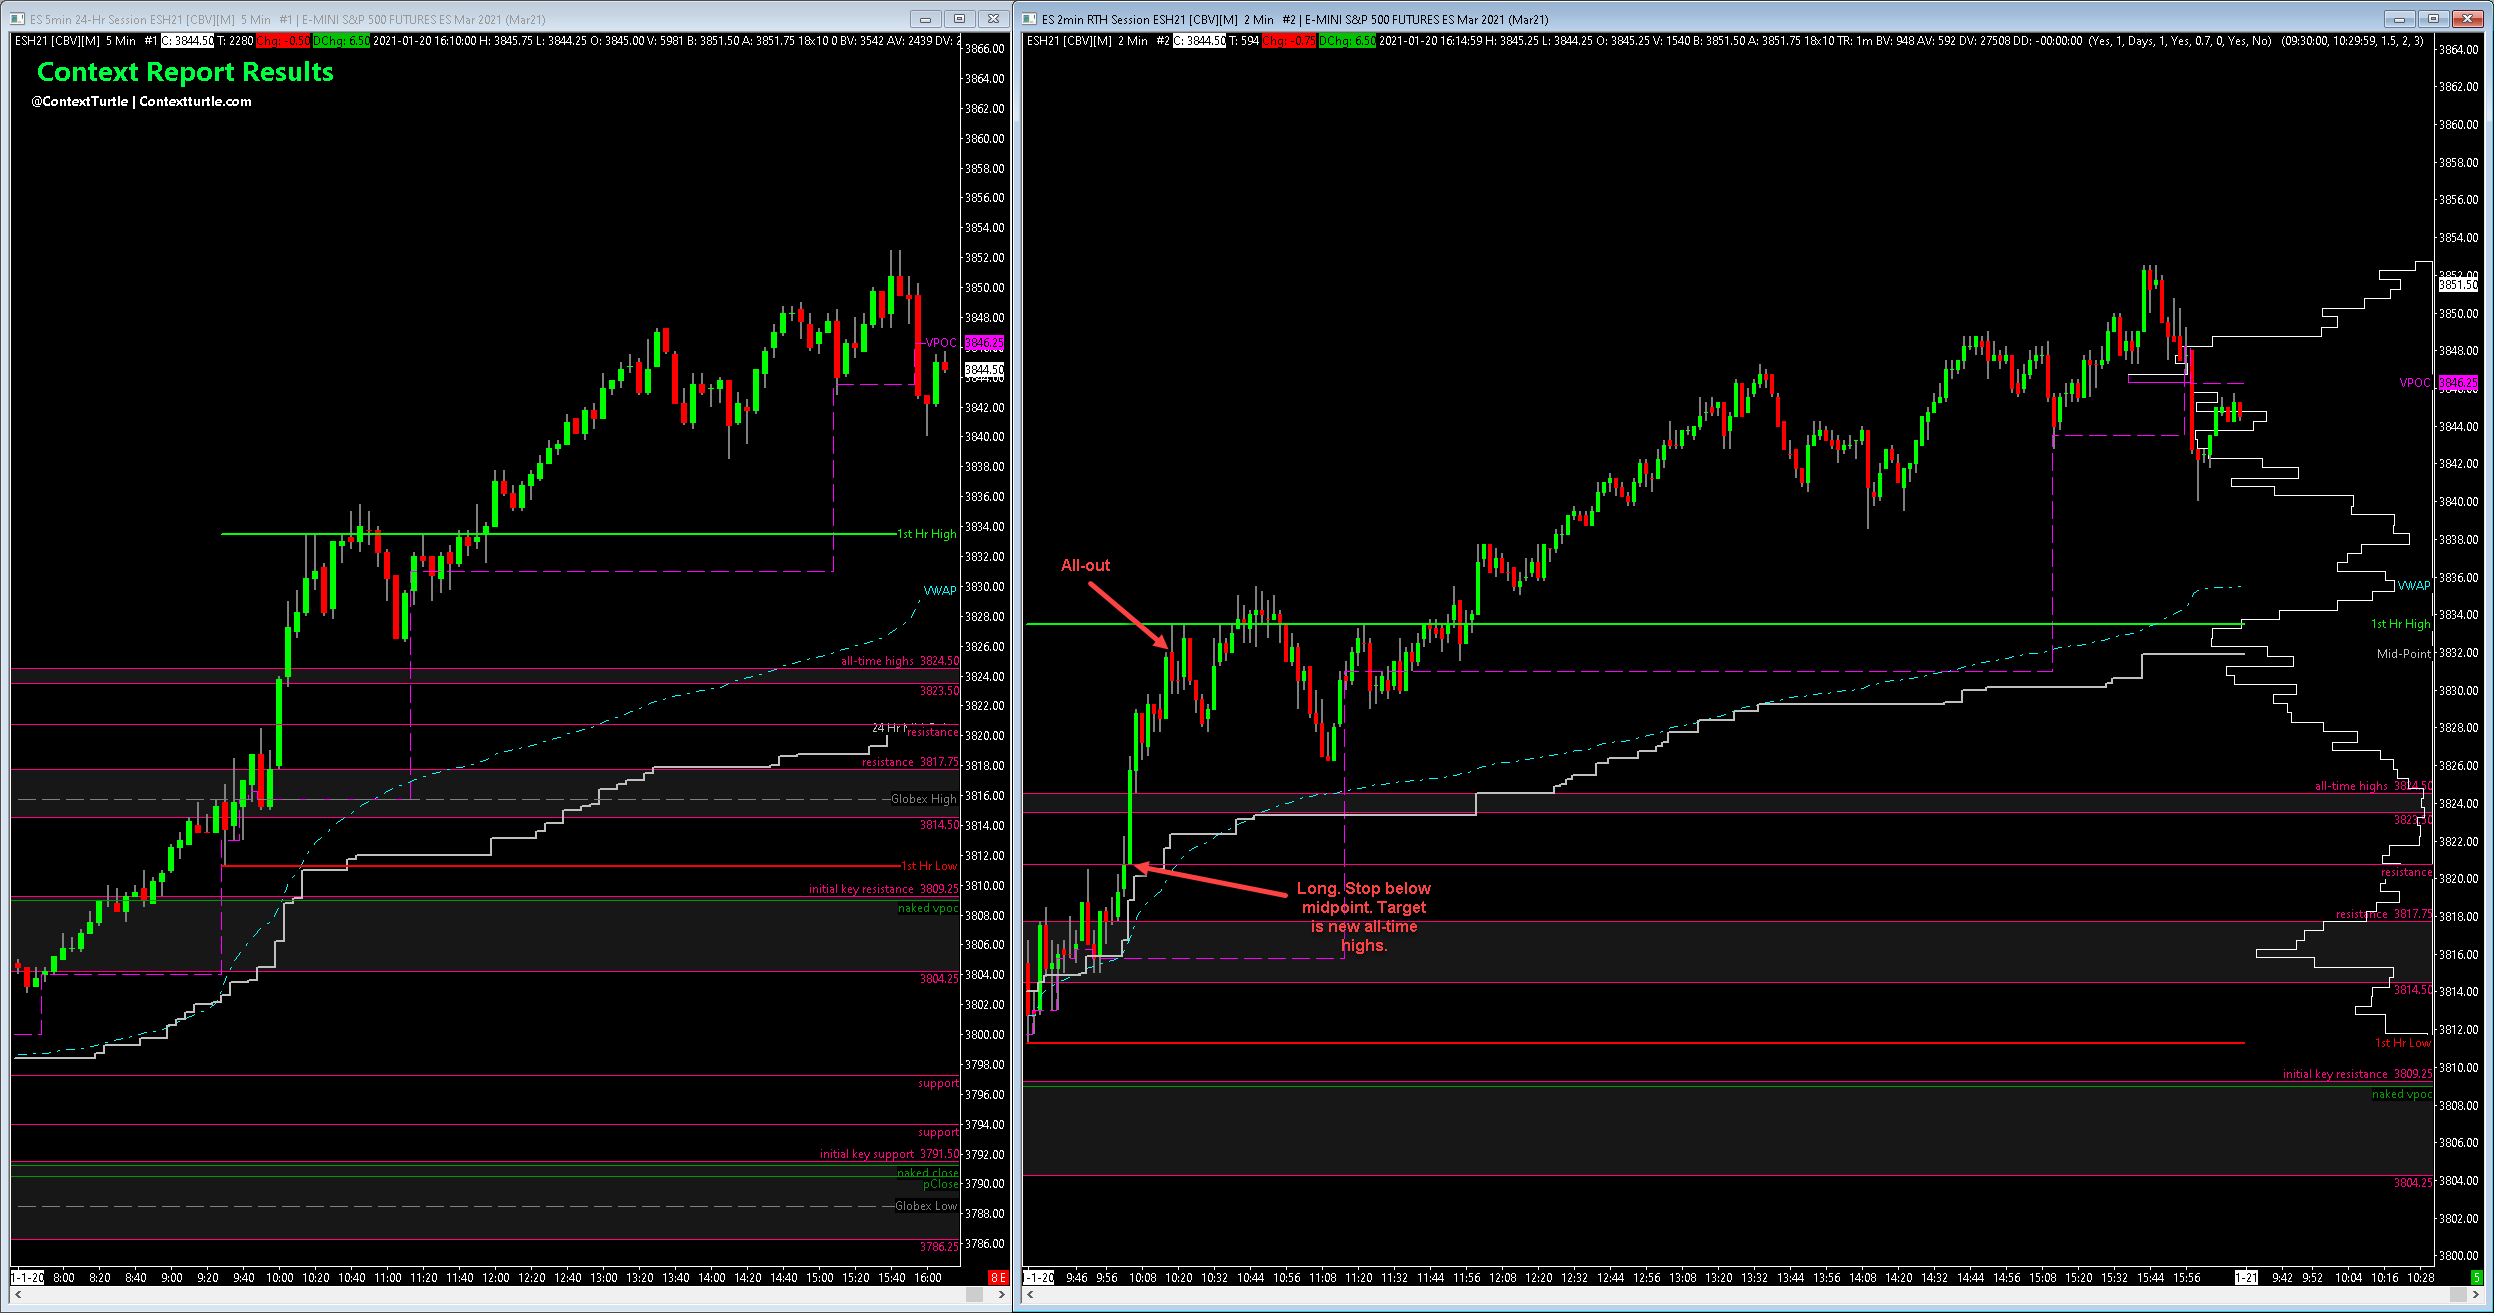 ES 5min 24-Hr Session ESH21 [CBV][M] 5 Min #1 | E-MINI S&P 500 FUTURES ES Mar 2021 (Mar21)
ESH21 [CBV][M] 5 Min #1 C: 3844.50 T: 2280 Chg: -0.50 DChg: 6.50 2021-01-20 16:10:00 H: 3845.75 L: 3844.25 O: 3845.00 V: 5981 B: 3851.50 A: 3851.75 18x10 0 BV: 3542 AV: 2439 DV: 2
Context Report Results
@ContextTurtle | Contextturtle.com
3866.00
3864.00
3862.00
3860.00
3858.00
3856.00
3854.00
3852.00
3850.00
3848.00
VPOC 3846.25
3844.50
3844.00
3842.00
3840.00
3838.00
3836.00
3834.00
1st Hr High
3832.00
3830.00
VWAP
3828.00
3826.00
all-time highs 3824.50
3824.00
3823.50
3822.00
24 Hr
resistance
3820.00
3818.00
resistance 3817.75
3816.00
Globex High
3814.50
3814.00
3812.00
1st Hr Low
3810.00
initial key resistance 3809.25
3808.00
naked vpoc
3806.00
3804.00
3804.25
3802.00
3800.00
3798.00
support
3796.00
3794.00
support
3792.00
initial key support 3791.50
naked close
pClose
3790.00
Globex Low
3788.00
3786.25
3786.00
1-1-20 8:00 8:20 8:40 9:00 9:20 9:40 10:00 10:20 10:40 11:00 11:20 11:40 12:00 12:20 12:40 13:00 13:20 13:40 14:00 14:20 14:40 15:00 15:20 15:40 16:00 8 E
ES 2min RTH Session ESH21 [CBV][M] 2 Min #2 | E-MINI S&P 500 FUTURES ES Mar 2021 (Mar21)
ESH21 [CBV][M] 2 Min #2 C: 3844.50 T: 594 Chg: -0.75 DChg: 6.50 2021-01-20 16:14:59 H: 3845.25 L: 3844.25 O: 3845.25 V: 1540 B: 3851.50 A: 3851.75 18x10 TR: 1m BV: 948 AV: 592 DV: 27508 DD: -00:00:00 (Yes, 1, Days, 1, Yes, 0.7, 0, Yes, No) (09:30:00, 10:29:59, 1.5, 2, 3)
3864.00
3862.00
3860.00
3858.00
3856.00
3854.00
3852.00
3851.50
3850.00
3848.00
VPOC 3846.25
3844.00
3842.00
3840.00
3838.00
3836.00
VWAP
3834.00
1st Hr High
3832.00
Mid-Point
3830.00
3828.00
3826.00
all-time highs 3824.50
3824.00
3823.50
3822.00
resistance
3820.00
3818.00
resistance 3817.75
3816.00
3814.50
3814.00
3812.00
1st Hr Low
3810.00
initial key resistance 3809.25
naked vpoc
3808.00
3806.00
3804.00
3804.25
3802.00
3800.00
All-out
Long. Stop below
midpoint. Target
is new all-time
highs.
-1-20 9:46 9:56 10:08 10:20 10:32 10:44 10:56 11:08 11:20 11:32 11:44 11:56 12:08 12:20 12:32 12:44 12:56 13:08 13:20 13:32 13:44 13:56 14:08 14:20 14:32 14:44 14:56 15:08 15:20 15:32 15:44 15:56 1-21 9:42 9:52 10:04 10:16 10:28 5